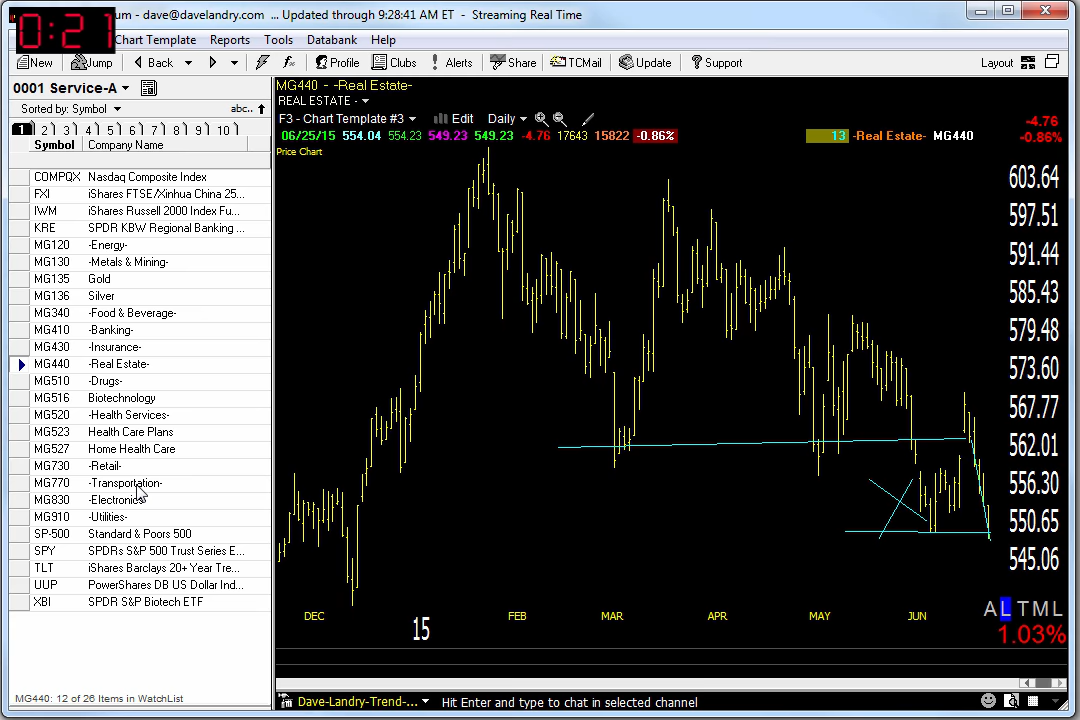 0:21
um - dave@davelandry.com ... Updated through 9:28:41 AM ET - Streaming Real Time
Chart Template Reports Tools Databank Help
New Jump Back Profile Clubs Alerts Share TCMail Update Support Layout
0001 Service-A
Sorted by: Symbol abc..
1 2 3 4 5 6 7 8 9 10
Symbol Company Name
COMPQX Nasdaq Composite Index
FXI iShares FTSE/Xinhua China 25...
IWM iShares Russell 2000 Index Fu...
KRE SPDR KBW Regional Banking ...
MG120 -Energy-
MG130 -Metals & Mining-
MG135 Gold
MG136 Silver
MG340 -Food & Beverage-
MG410 -Banking-
MG430 -Insurance-
MG440 -Real Estate-
MG510 -Drugs-
MG516 Biotechnology
MG520 -Health Services-
MG523 Health Care Plans
MG527 Home Health Care
MG730 -Retail-
MG770 -Transportation-
MG830 -Electronics-
MG910 -Utilities-
SP-500 Standard & Poors 500
SPY SPDRs S&P 500 Trust Series E...
TLT iShares Barclays 20+ Year Tre...
UUP PowerShares DB US Dollar Ind...
XBI SPDR S&P Biotech ETF
MG440: 12 of 26 Items in WatchList
MG440 - -Real Estate-
REAL ESTATE -
F3 - Chart Template #3 Edit Daily
06/25/15 554.04 554.23 549.23 549.23 -4.76 17643 15822 -0.86%
13 -Real Estate- MG440
-4.76
-0.86%
Price Chart
603.64
597.51
591.44
585.43
579.48
573.60
567.77
562.01
556.30
550.65
545.06
DEC 15 FEB MAR APR MAY JUN
A L T M L
1.03%
Dave-Landry-Trend-... Hit Enter and type to chat in selected channel